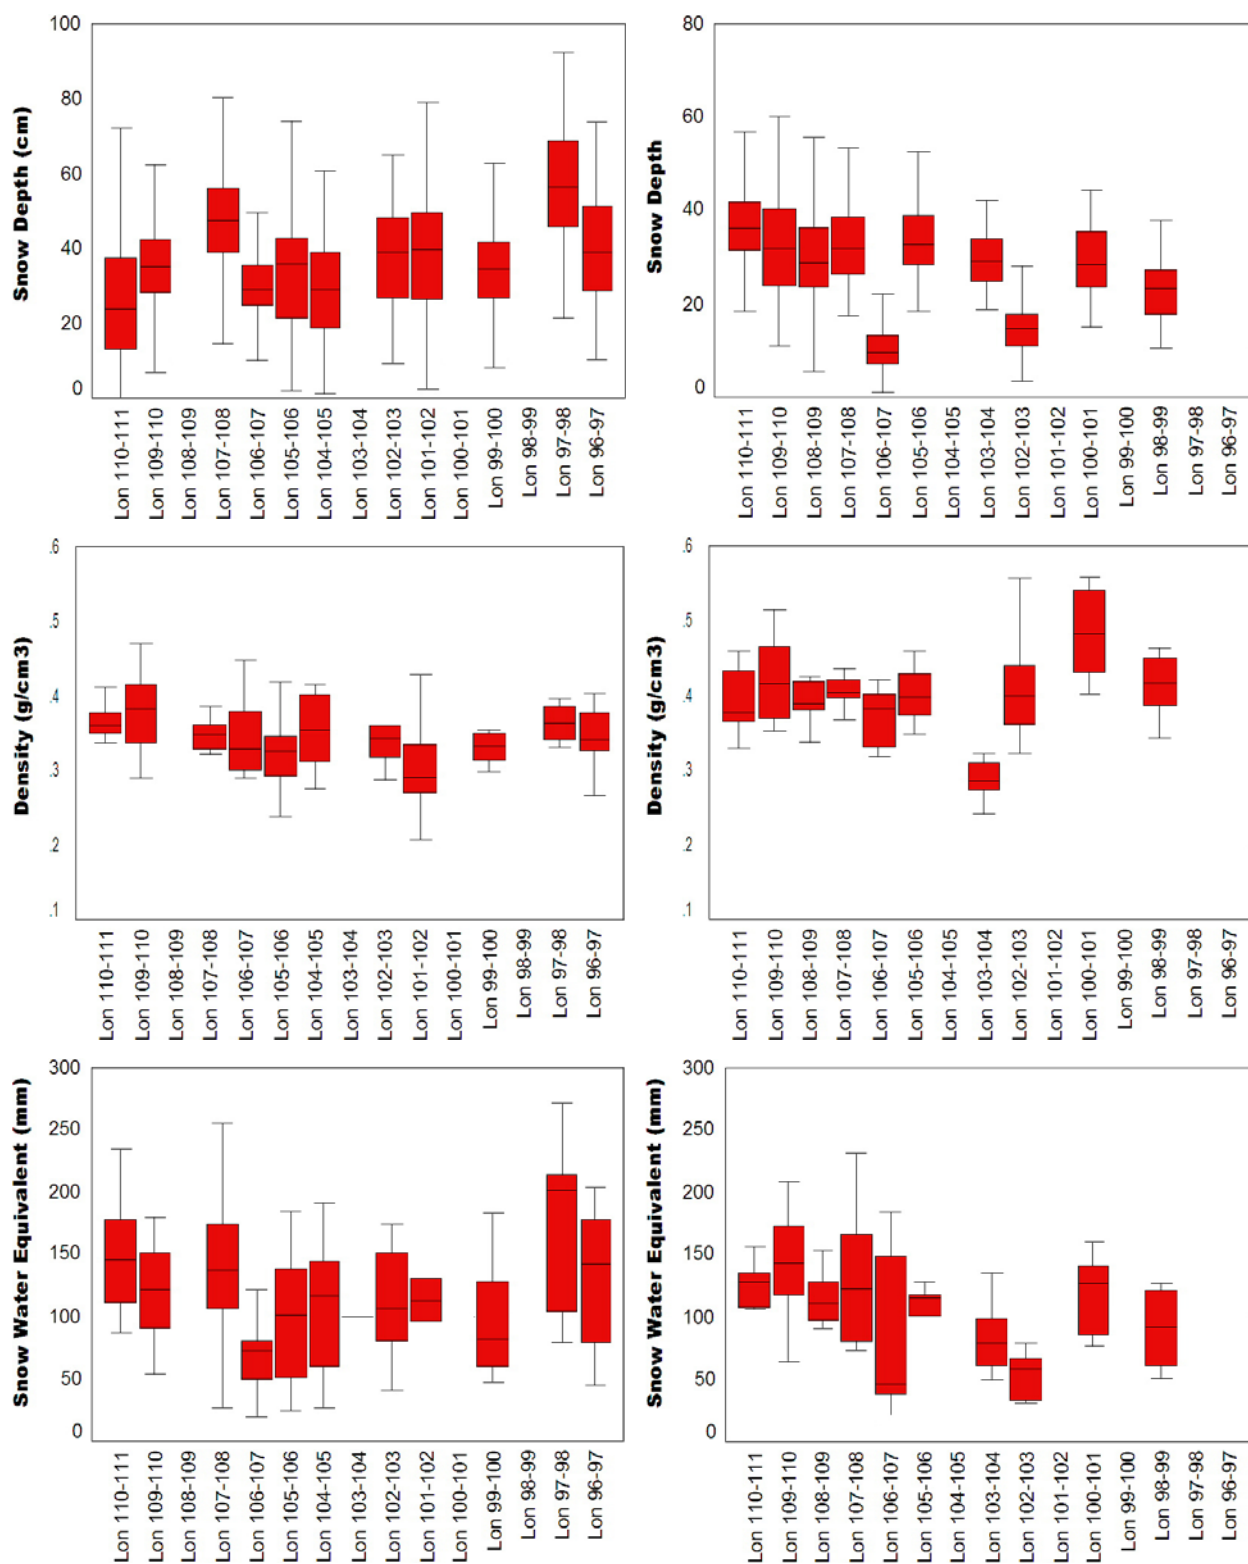 Snow Depth (cm)
100
80
60
40
20
0
Lon 110-111
Lon 109-110
Lon 108-109
Lon 107-108
Lon 106-107
Lon 105-106
Lon 104-105
Lon 103-104
Lon 102-103
Lon 101-102
Lon 100-101
Lon 99-100
Lon 98-99
Lon 97-98
Lon 96-97
Snow Depth
80
60
40
20
0
Lon 110-111
Lon 109-110
Lon 108-109
Lon 107-108
Lon 106-107
Lon 105-106
Lon 104-105
Lon 103-104
Lon 102-103
Lon 101-102
Lon 100-101
Lon 99-100
Lon 98-99
Lon 97-98
Lon 96-97
Density (g/cm3)
.6
.5
.4
.3
.2
.1
Lon 110-111
Lon 109-110
Lon 108-109
Lon 107-108
Lon 106-107
Lon 105-106
Lon 104-105
Lon 103-104
Lon 102-103
Lon 101-102
Lon 100-101
Lon 99-100
Lon 98-99
Lon 97-98
Lon 96-97
Density (g/cm3)
.6
.5
.4
.3
.2
.1
Lon 110-111
Lon 109-110
Lon 108-109
Lon 107-108
Lon 106-107
Lon 105-106
Lon 104-105
Lon 103-104
Lon 102-103
Lon 101-102
Lon 100-101
Lon 99-100
Lon 98-99
Lon 97-98
Lon 96-97
Snow Water Equivalent (mm)
300
250
200
150
100
50
0
Lon 110-111
Lon 109-110
Lon 108-109
Lon 107-108
Lon 106-107
Lon 105-106
Lon 104-105
Lon 103-104
Lon 102-103
Lon 101-102
Lon 100-101
Lon 99-100
Lon 98-99
Lon 97-98
Lon 96-97
Snow Water Equivalent (mm)
300
250
200
150
100
50
0
Lon 110-111
Lon 109-110
Lon 108-109
Lon 107-108
Lon 106-107
Lon 105-106
Lon 104-105
Lon 103-104
Lon 102-103
Lon 101-102
Lon 100-101
Lon 99-100
Lon 98-99
Lon 97-98
Lon 96-97